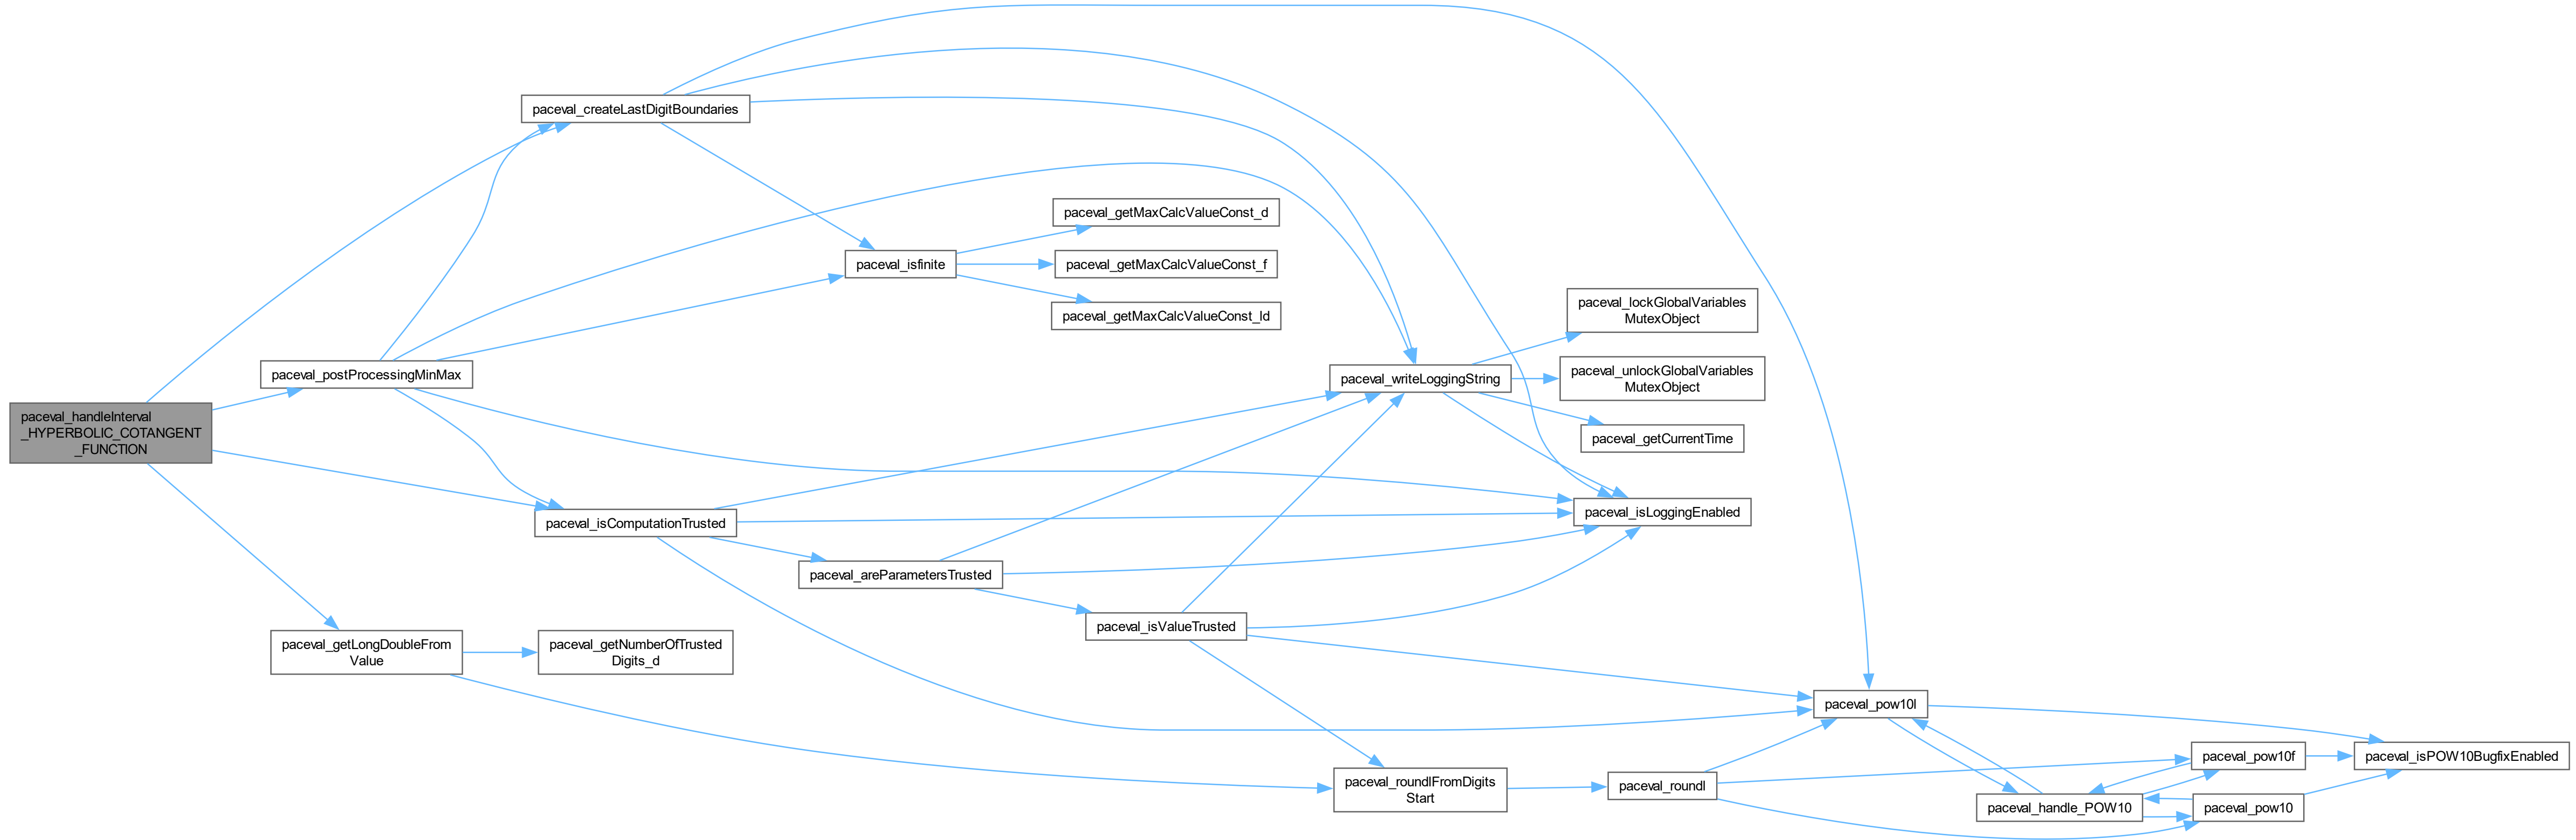 paceval_createLastDigitBoundaries
paceval_getMaxCalcValueConst_d
paceval_isfinite
paceval_getMaxCalcValueConst_f
paceval_getMaxCalcValueConst_ld
paceval_lockGlobalVariables
MutexObject
paceval_postProcessingMinMax
paceval_writeLoggingString
paceval_unlockGlobalVariables
MutexObject
paceval_handleInterval
_HYPERBOLIC_COTANGENT
_FUNCTION
paceval_getCurrentTime
paceval_isComputationTrusted
paceval_isLoggingEnabled
paceval_areParametersTrusted
paceval_isValueTrusted
paceval_getLongDoubleFrom
Value
paceval_getNumberOfTrusted
Digits_d
paceval_pow10l
paceval_pow10f
paceval_isPOW10BugfixEnabled
paceval_roundlFromDigits
Start
paceval_roundl
paceval_handle_POW10
paceval_pow10